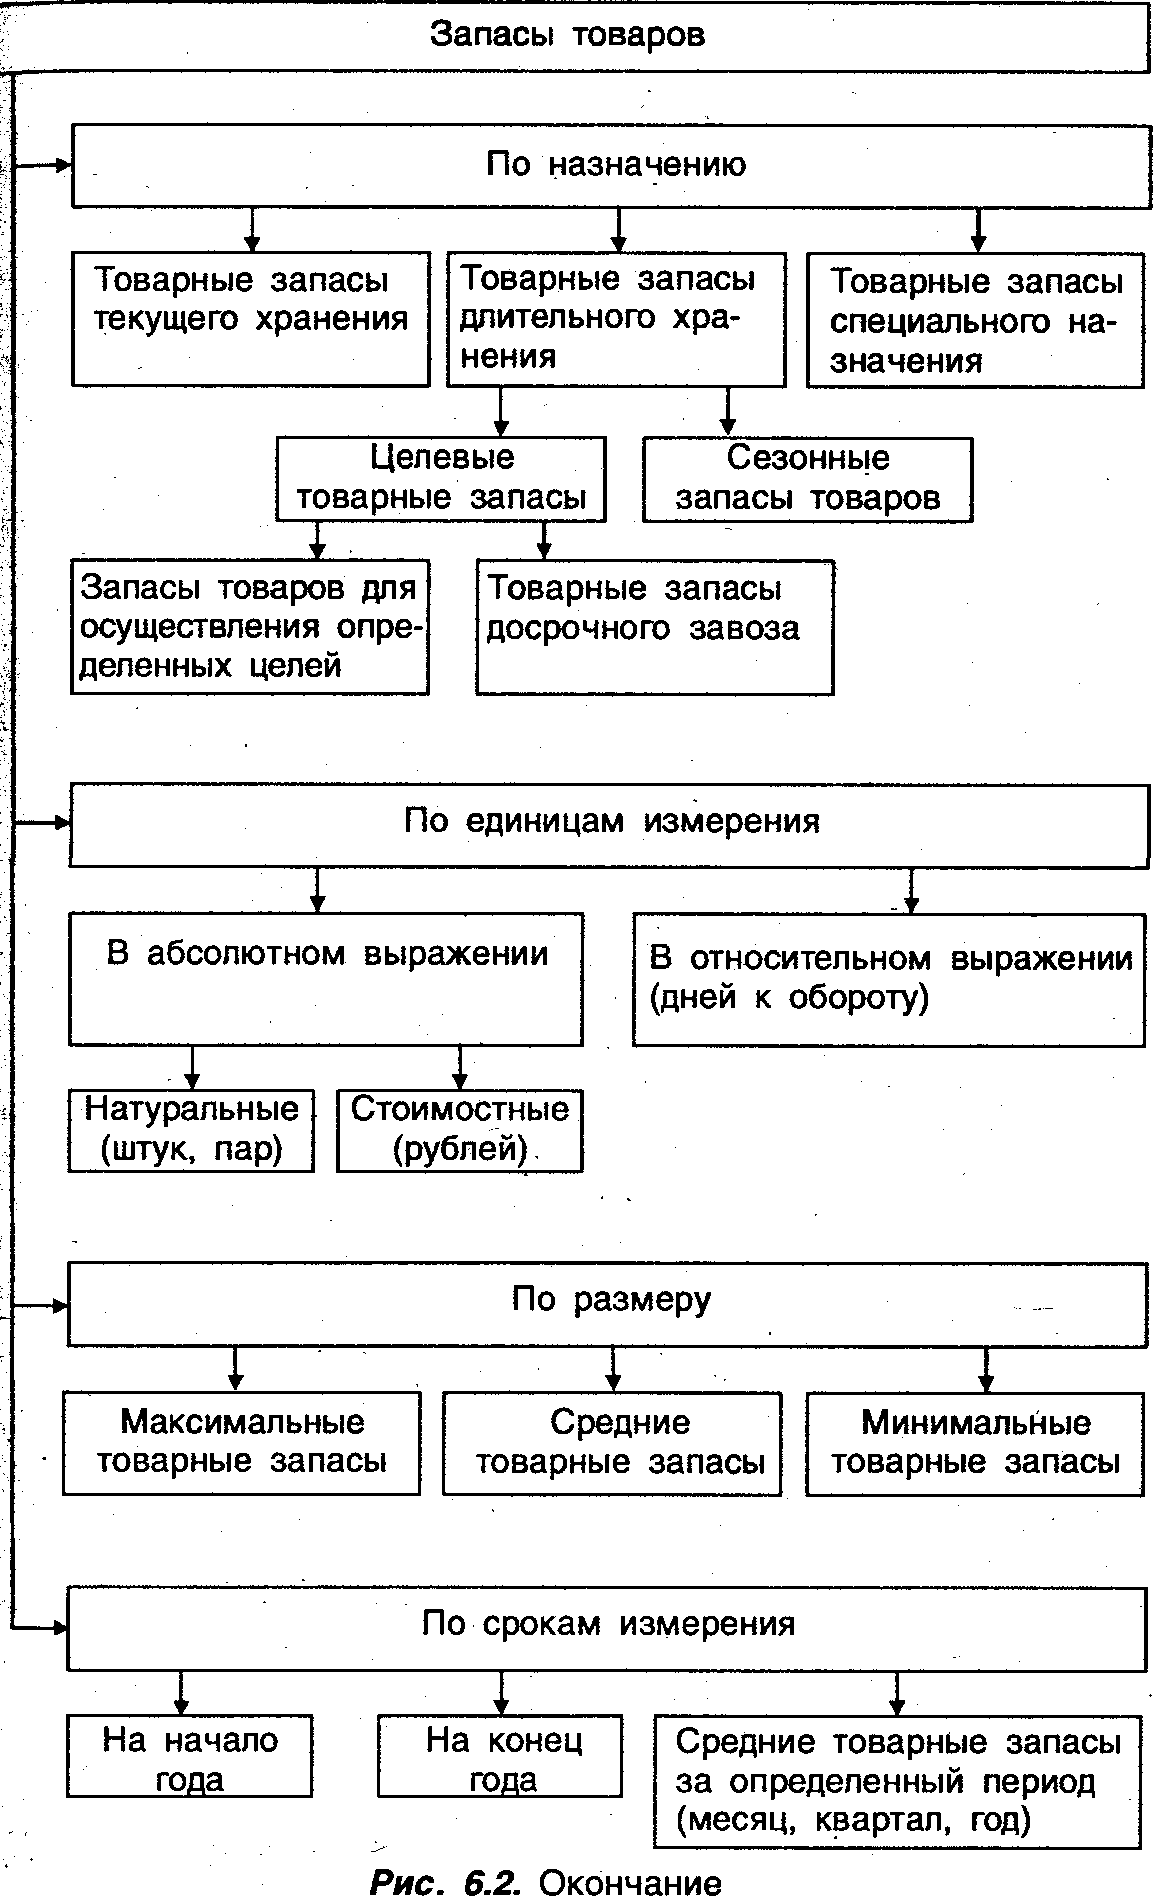 Запасы товаров
По назначению
Товарные запасы
текущего хранения
Товарные запасы
длительного хра-
нения
Товарные запасы
специального на-
значения
Целевые
товарные запасы
Сезонные
запасы товаров
Запасы товаров для
осуществления опре-
деленных целей
Товарные запасы
досрочного завоза
По единицам измерения
В абсолютном выражении
В относительном выражении
(дней к обороту)
Натуральные
(штук, пар)
Стоимостные
(рублей)
По размеру
Максимальные
товарные запасы
Средние
товарные запасы
Минимальные
товарные запасы
По срокам измерения
На начало
года
На конец
года
Средние товарные запасы
за определенный период
(месяц, квартал, год)
Рис. 6.2. Окончание